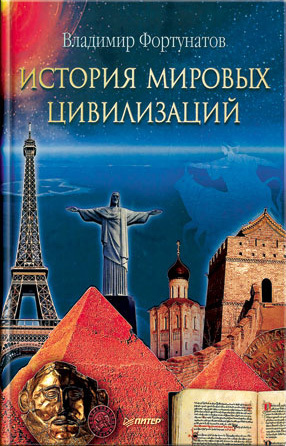 Владимир Фортунатов
ИСТОРИЯ МИРОВЫХ
ЦИВИЛИЗАЦИЙ
ПИТЕР